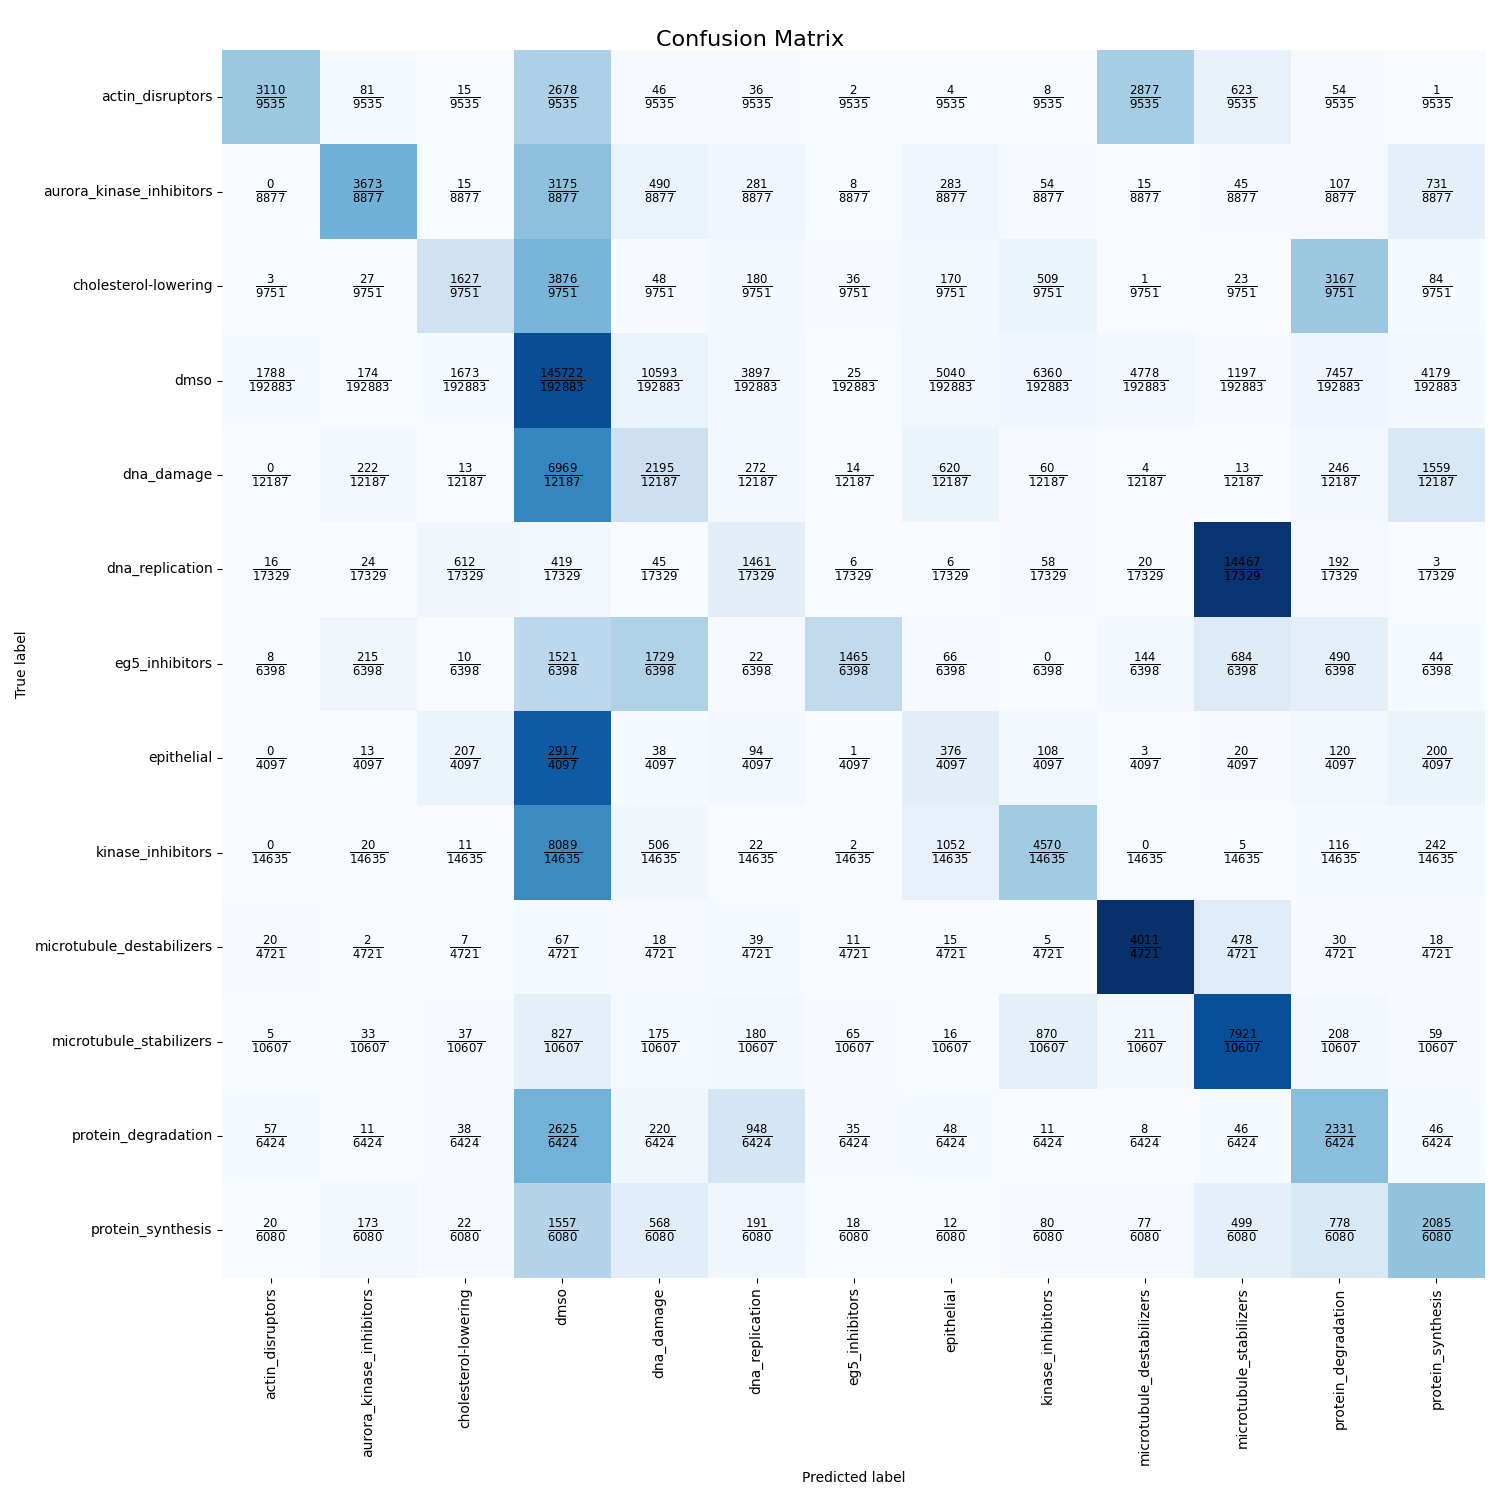 Confusion Matrix
actin_disruptors 3110/9535 81/9535 15/9535 2678/9535 46/9535 36/9535 2/9535 4/9535 8/9535 2877/9535 623/9535 54/9535 1/9535
aurora_kinase_inhibitors 0/8877 3673/8877 15/8877 3175/8877 490/8877 281/8877 8/8877 283/8877 54/8877 15/8877 45/8877 107/8877 731/8877
cholesterol-lowering 3/9751 27/9751 1627/9751 3876/9751 48/9751 180/9751 36/9751 170/9751 509/9751 1/9751 23/9751 3167/9751 84/9751
dmso 1788/192883 174/192883 1673/192883 145722/192883 10593/192883 3897/192883 25/192883 5040/192883 6360/192883 4778/192883 1197/192883 7457/192883 4179/192883
dna_damage 0/12187 222/12187 13/12187 6969/12187 2195/12187 272/12187 14/12187 620/12187 60/12187 4/12187 13/12187 246/12187 1559/12187
dna_replication 16/17329 24/17329 612/17329 419/17329 45/17329 1461/17329 6/17329 6/17329 58/17329 20/17329 14467/17329 192/17329 3/17329
eg5_inhibitors 8/6398 215/6398 10/6398 1521/6398 1729/6398 22/6398 1465/6398 66/6398 0/6398 144/6398 684/6398 490/6398 44/6398
epithelial 0/4097 13/4097 207/4097 2917/4097 38/4097 94/4097 1/4097 376/4097 108/4097 3/4097 20/4097 120/4097 200/4097
kinase_inhibitors 0/14635 20/14635 11/14635 8089/14635 506/14635 22/14635 2/14635 1052/14635 4570/14635 0/14635 5/14635 116/14635 242/14635
microtubule_destabilizers 20/4721 2/4721 7/4721 67/4721 18/4721 39/4721 11/4721 15/4721 5/4721 4011/4721 478/4721 30/4721 18/4721
microtubule_stabilizers 5/10607 33/10607 37/10607 827/10607 175/10607 180/10607 65/10607 16/10607 870/10607 211/10607 7921/10607 208/10607 59/10607
protein_degradation 57/6424 11/6424 38/6424 2625/6424 220/6424 948/6424 35/6424 48/6424 11/6424 8/6424 46/6424 2331/6424 46/6424
protein_synthesis 20/6080 173/6080 22/6080 1557/6080 568/6080 191/6080 18/6080 12/6080 80/6080 77/6080 499/6080 778/6080 2085/6080
True label
actin_disruptors
aurora_kinase_inhibitors
cholesterol-lowering
dmso
dna_damage
dna_replication
eg5_inhibitors
epithelial
kinase_inhibitors
microtubule_destabilizers
microtubule_stabilizers
protein_degradation
protein_synthesis
Predicted label